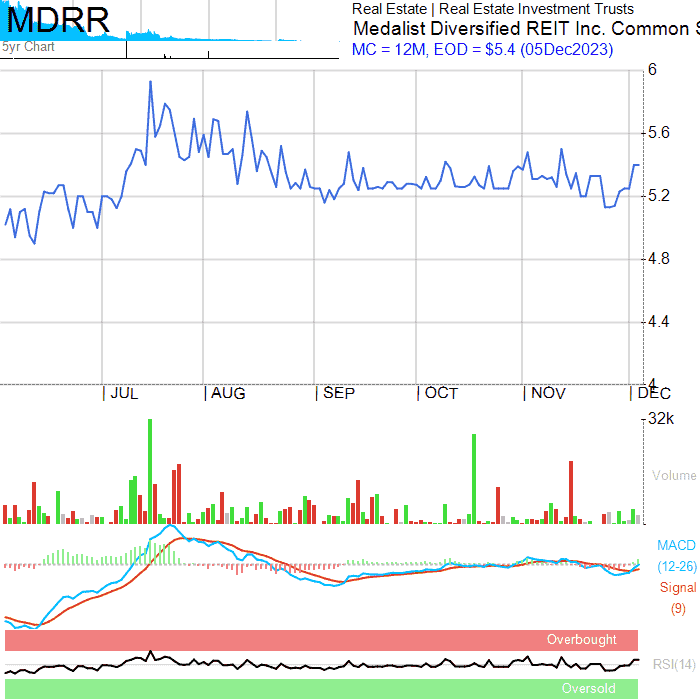 MDRR
5yr Chart
Real Estate | Real Estate Investment Trusts
Medalist Diversified REIT Inc. Common S
MC = 12M, EOD = $5.4 (05Dec2023)
6
5.6
5.2
4.8
4.4
4
| JUL | AUG | SEP | OCT | NOV | DEC
32k
Volume
MACD
(12-26)
Signal
(9)
Overbought
RSI(14)
Oversold